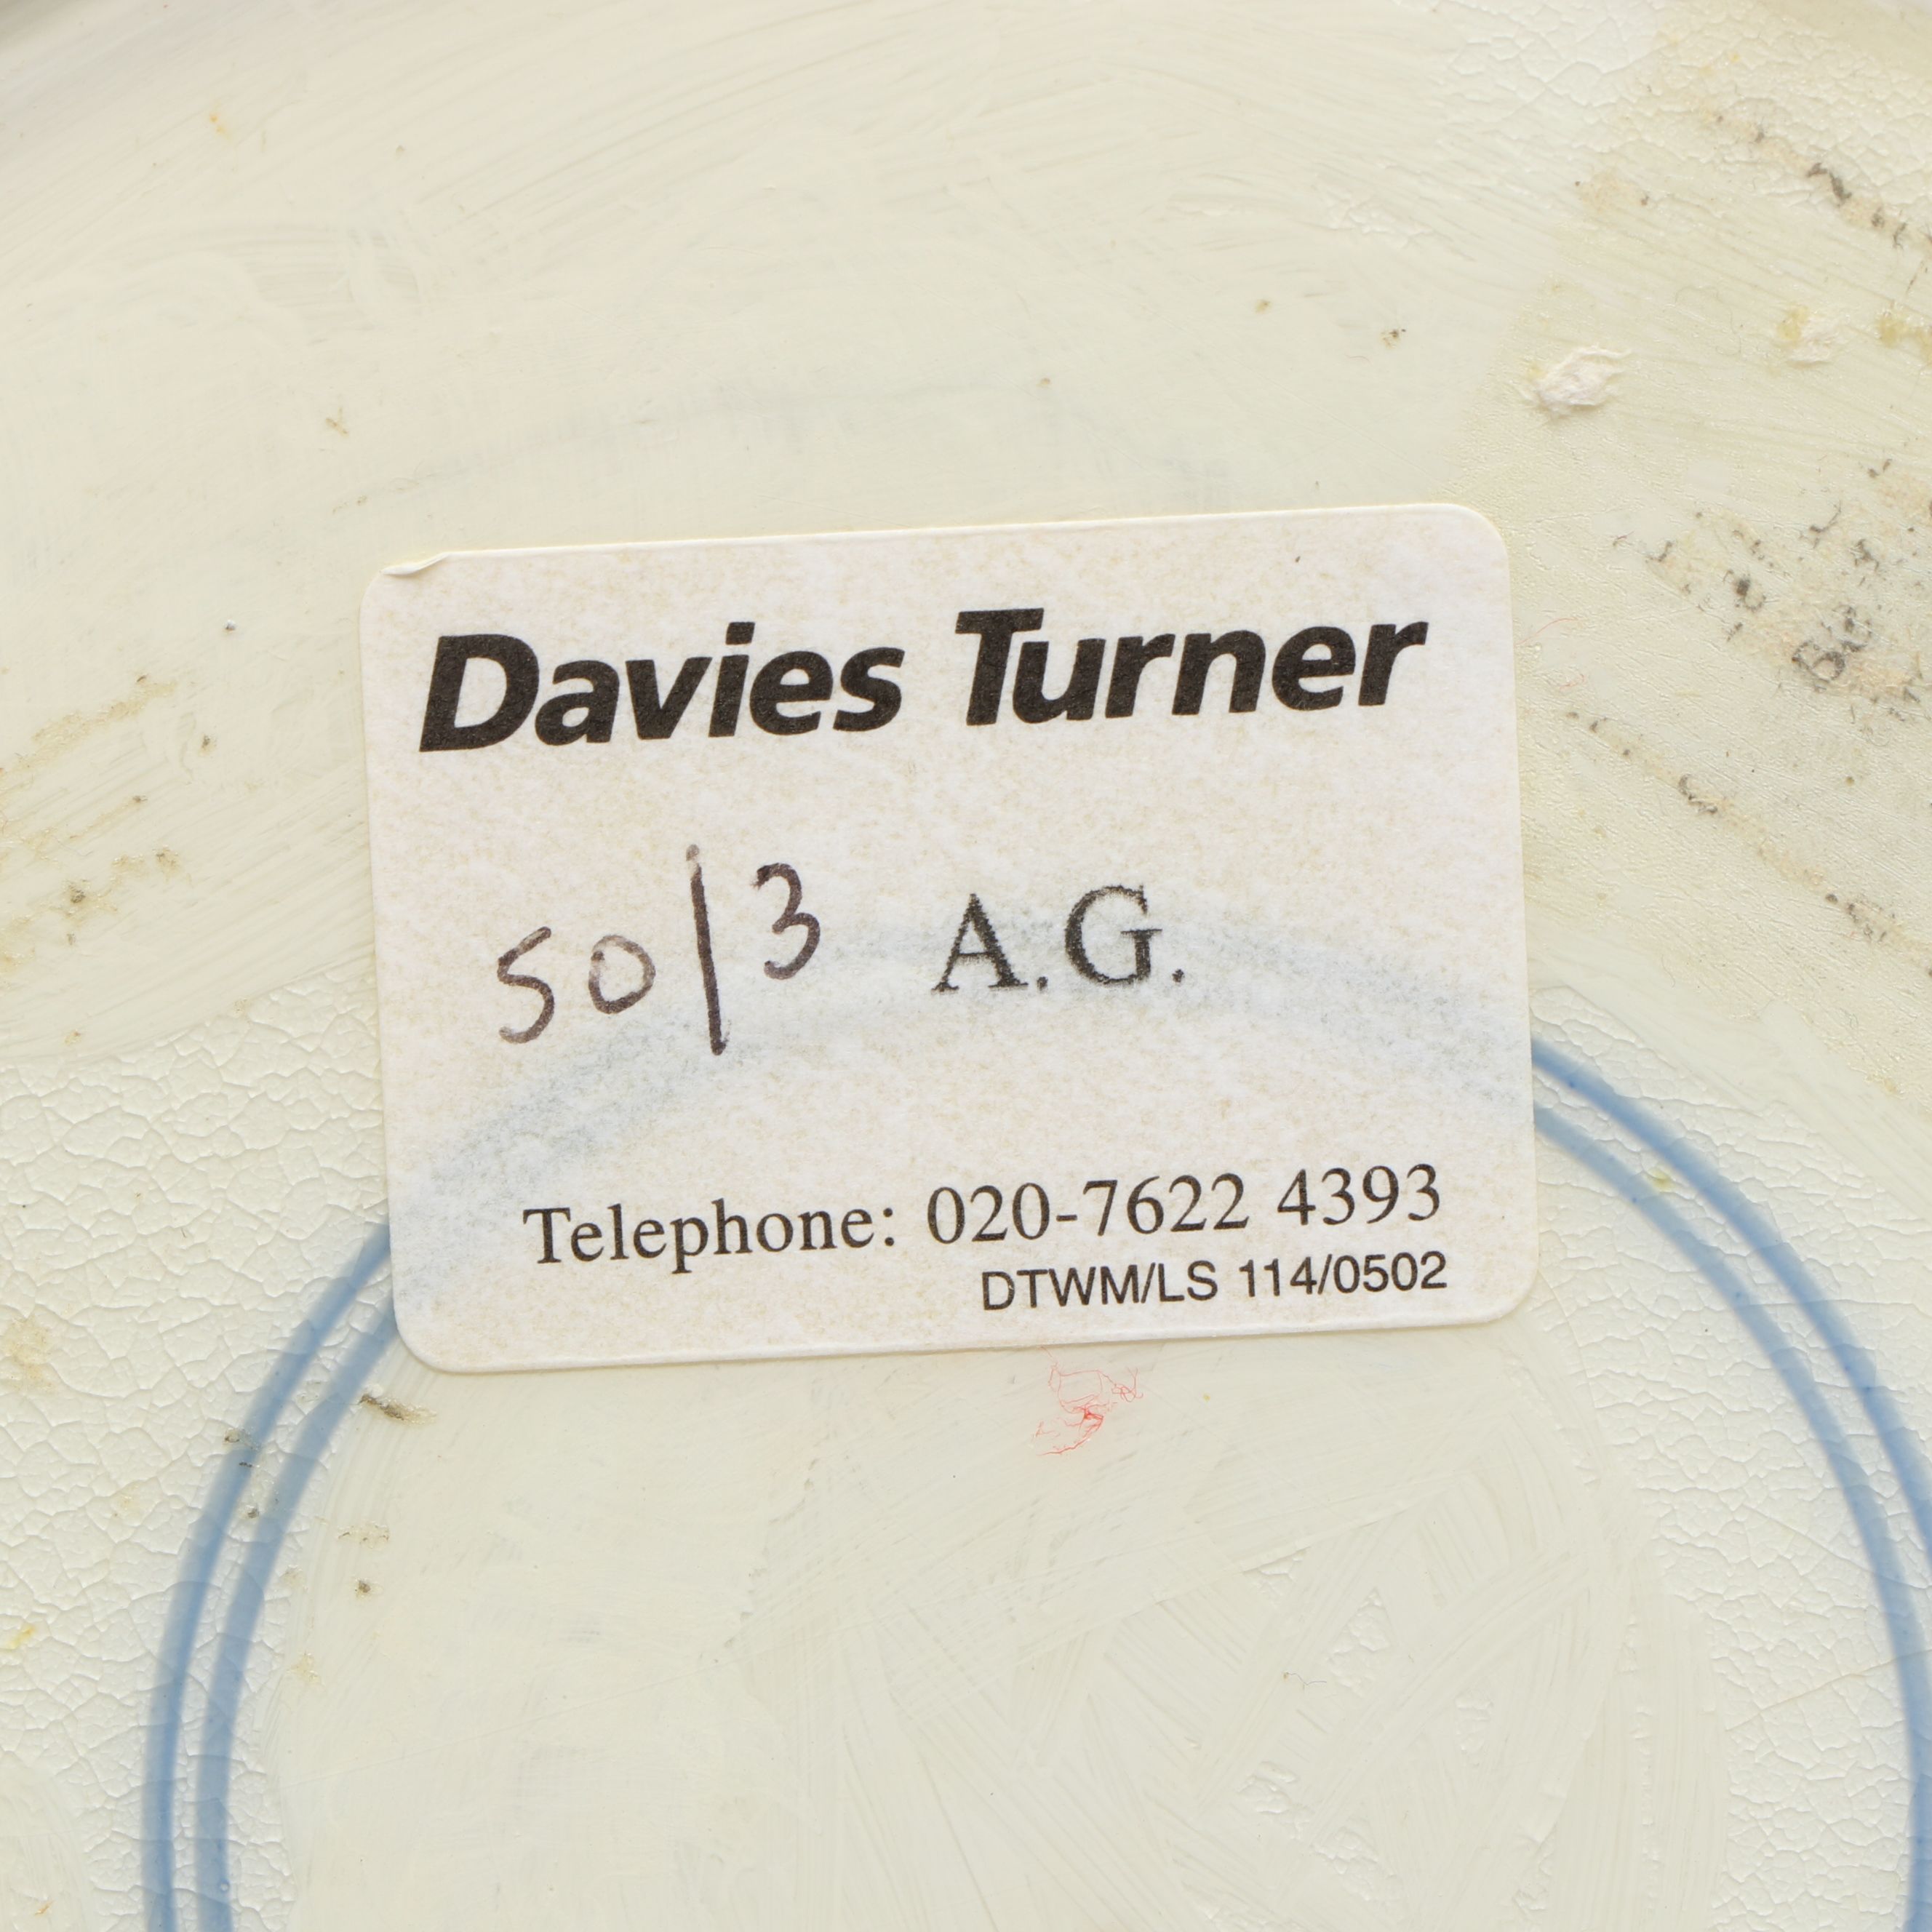 Davies Turner
50/3 A.G.
Telephone: 020-7622 4393
DTWM/LS 114/0502